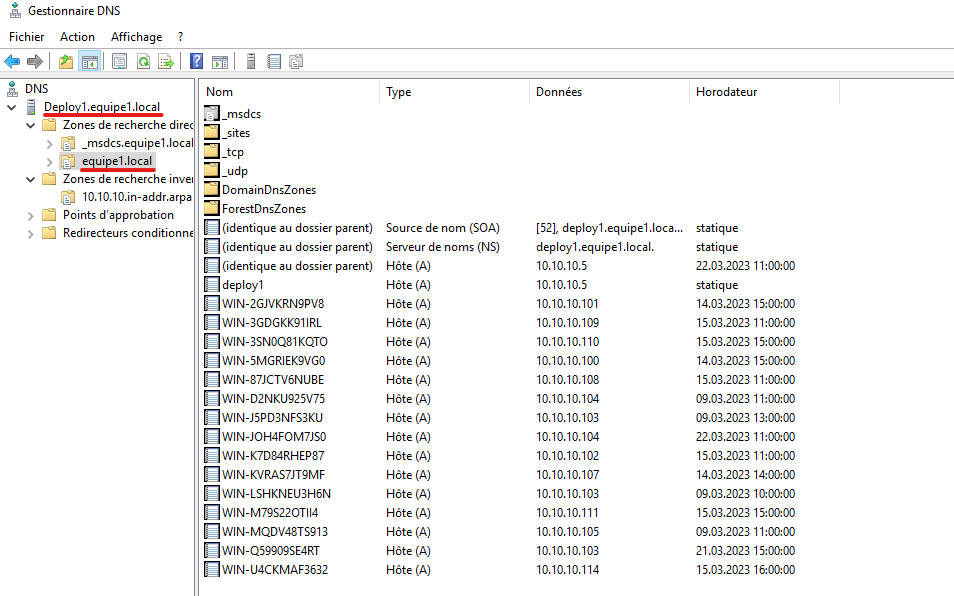 Gestionnaire DNS
Fichier Action Affichage ?
DNS
Deploy1.equipe1.local
Zones de recherche direc
_msdcs.equipe1.local
equipe1.local
Zones de recherche inver
10.10.10.in-addr.arpa
Points d'approbation
Redirecteurs conditionne
Nom Type Données Horodateur
_msdcs
_sites
_tcp
_udp
DomainDnsZones
ForestDnsZones
(identique au dossier parent) Source de nom (SOA) [52], deploy1.equipe1.loca... statique
(identique au dossier parent) Serveur de noms (NS) deploy1.equipe1.local. statique
(identique au dossier parent) Hôte (A) 10.10.10.5 22.03.2023 11:00:00
deploy1 Hôte (A) 10.10.10.5 statique
WIN-2GJVKRN9PV8 Hôte (A) 10.10.10.101 14.03.2023 15:00:00
WIN-3GDGKK91IRL Hôte (A) 10.10.10.109 15.03.2023 11:00:00
WIN-3SN0Q81KQTO Hôte (A) 10.10.10.110 15.03.2023 15:00:00
WIN-5MGRIEK9VG0 Hôte (A) 10.10.10.100 14.03.2023 15:00:00
WIN-87JCTV6NUBE Hôte (A) 10.10.10.108 15.03.2023 11:00:00
WIN-D2NKU925V75 Hôte (A) 10.10.10.104 09.03.2023 11:00:00
WIN-J5PD3NFS3KU Hôte (A) 10.10.10.103 09.03.2023 13:00:00
WIN-JOH4FOM7JS0 Hôte (A) 10.10.10.104 22.03.2023 11:00:00
WIN-K7D84RHEP87 Hôte (A) 10.10.10.102 15.03.2023 11:00:00
WIN-KVRAS7JT9MF Hôte (A) 10.10.10.107 14.03.2023 14:00:00
WIN-LSHKNEU3H6N Hôte (A) 10.10.10.103 09.03.2023 10:00:00
WIN-M79S22OTII4 Hôte (A) 10.10.10.111 15.03.2023 15:00:00
WIN-MQDV48TS913 Hôte (A) 10.10.10.105 09.03.2023 11:00:00
WIN-Q59909SE4RT Hôte (A) 10.10.10.103 21.03.2023 15:00:00
WIN-U4CKMAF3632 Hôte (A) 10.10.10.114 15.03.2023 16:00:00